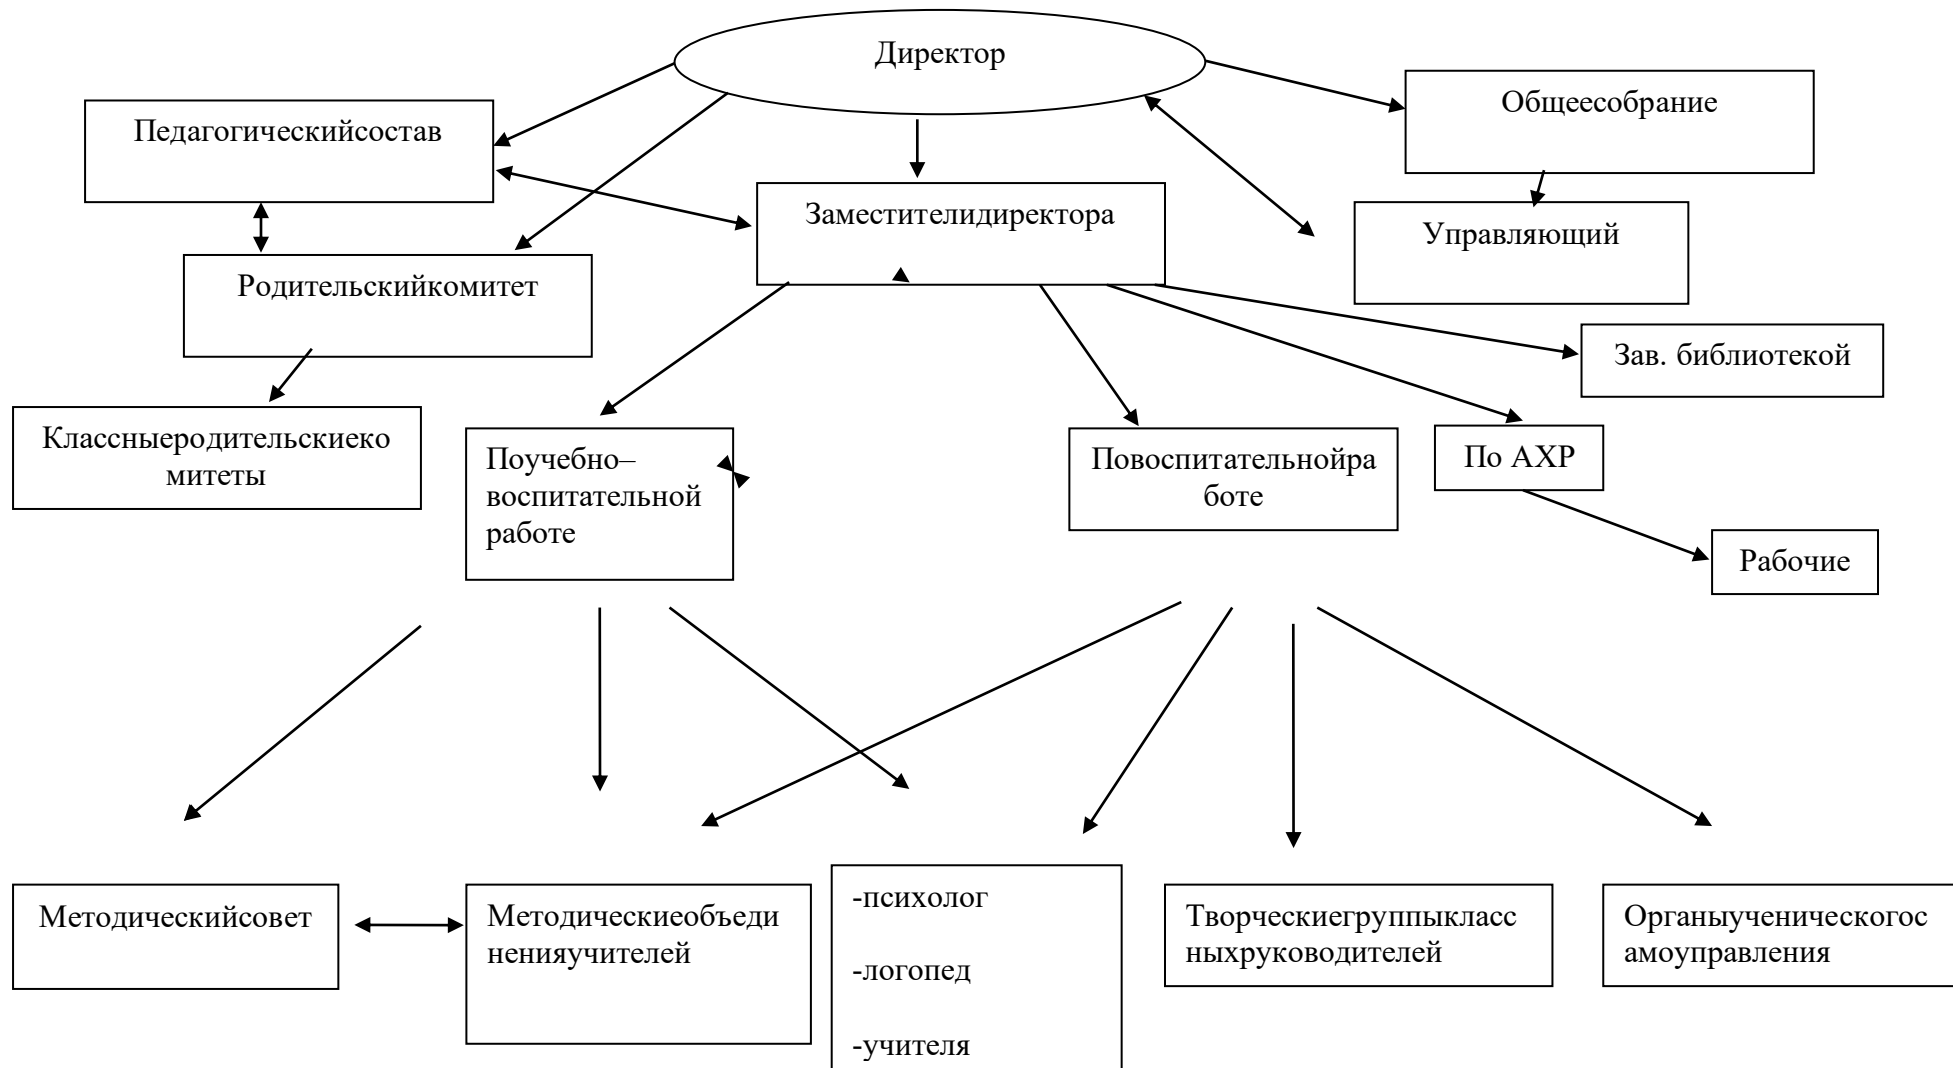 Директор
Общеесобрание
Педагогическийсостав
Заместителидиректора
Управляющий
Родительскийкомитет
Зав. библиотекой
Классныеродительскиеко
митеты
Поучебно–
воспитательной
работе
Повоспитательнойра
боте
По АХР
Рабочие
Методическийсовет
Методическиеобъеди
ненияучителей
-психолог
-логопед
-учителя
Творческиегруппыкласс
ныхруководителей
Органыученическогос
амоуправления